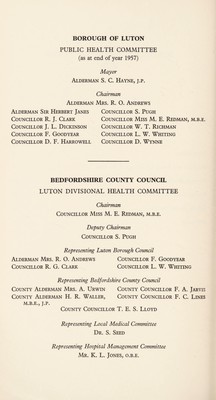 BOROUGH OF LUTON
PUBLIC HEALTH COMMITTEE
(as at end of year 1957)
Mayor
ALDERMAN S. C. HAYNE, J.P.
Chairman
ALDERMAN MRS. R. O. ANDREWS
ALDERMAN SIR HERBERT JANES COUNCILLOR S. PUGH
COUNCILLOR R. J. CLARK COUNCILLOR MISS M. E. REDMAN, M.B.E.
COUNCILLOR J. L. DICKINSON COUNCILLOR W. T. RICHMAN
COUNCILLOR F. GOODYEAR COUNCILLOR L. W. WHITING
COUNCILLOR D. F. HARROWELL COUNCILLOR D. WYNNE
BEDFORDSHIRE COUNTY COUNCIL
LUTON DIVISIONAL HEALTH COMMITTEE
Chairman
COUNCILLOR MISS M. E. REDMAN, M.B.E.
Deputy Chairman
COUNCILLOR S. PUGH
Representing Luton Borough Council
ALDERMAN MRS. R. O. ANDREWS COUNCILLOR F. GOODYEAR
COUNCILLOR R. G. CLARK COUNCILLOR L. W. WHITING
Representing Bedfordshire County Council
COUNTY ALDERMAN MRS. A. URWIN COUNTY COUNCILLOR F. A. JARVIS
COUNTY ALDERMAN H. R. WALLER, COUNTY COUNCILLOR F. C. LINES
M.B.E., J.P.
COUNTY COUNCILLOR T. E. S. LLOYD
Representing Local Medical Committee
DR. S. SEED
Representing Hospital Management Committee
MR. K. L. JONES, O.B.E.